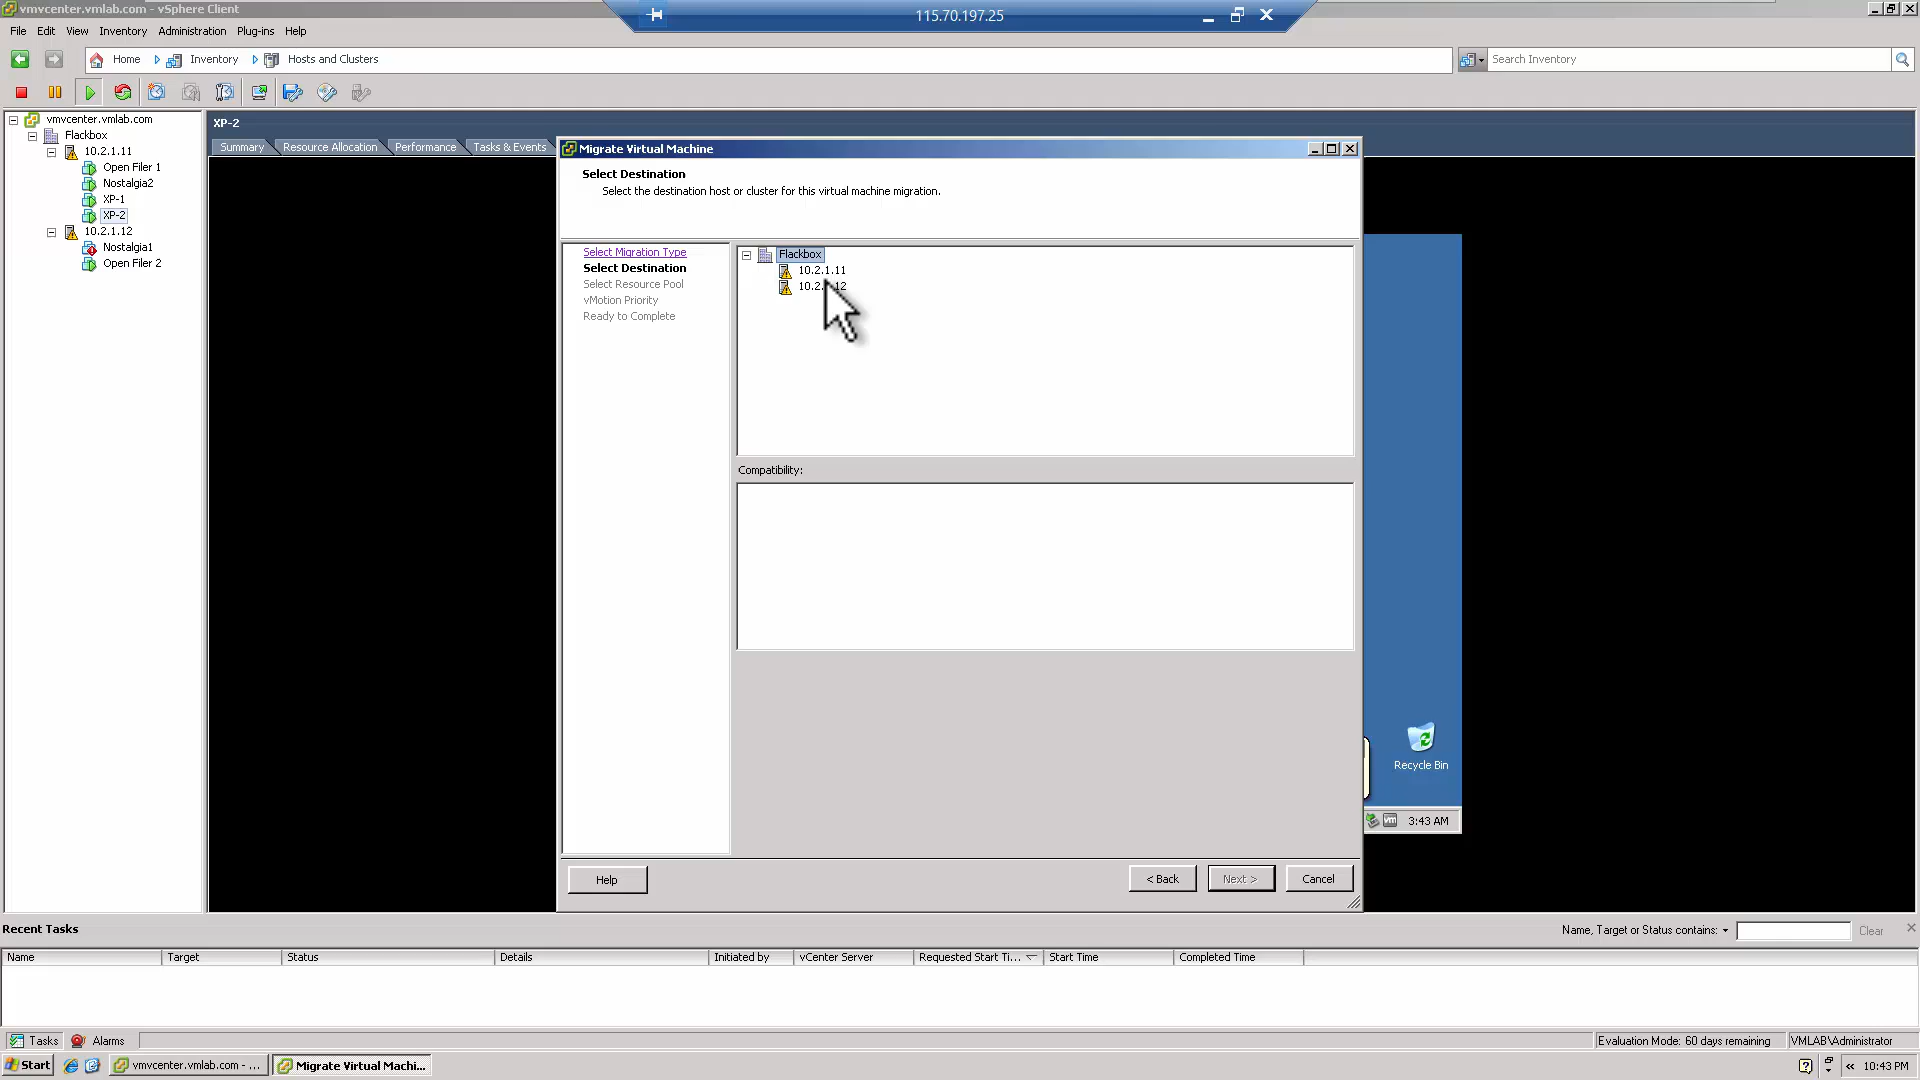 vmvcenter.vmlab.com - vSphere Client
115.70.197.25
File Edit View Inventory Administration Plug-ins Help
Home Inventory Hosts and Clusters
Search Inventory
vmvcenter.vmlab.com
Flackbox
10.2.1.11
Open Filer 1
Nostalgia2
XP-1
XP-2
10.2.1.12
Nostalgia1
Open Filer 2
XP-2
Summary Resource Allocation Performance Tasks & Events
Migrate Virtual Machine
Select Destination
Select the destination host or cluster for this virtual machine migration.
Select Migration Type
Select Destination
Select Resource Pool
vMotion Priority
Ready to Complete
Flackbox
10.2.1.11
10.2.1.12
Compatibility:
Help
< Back
Next >
Cancel
Recycle Bin
vm
3:43 AM
Recent Tasks
Name, Target or Status contains:
Clear
Name Target Status Details Initiated by vCenter Server Requested Start Ti... Start Time Completed Time
Tasks Alarms
Evaluation Mode: 60 days remaining
VMLAB\Administrator
Start
vmvcenter.vmlab.com - ...
Migrate Virtual Machi...
« 10:43 PM